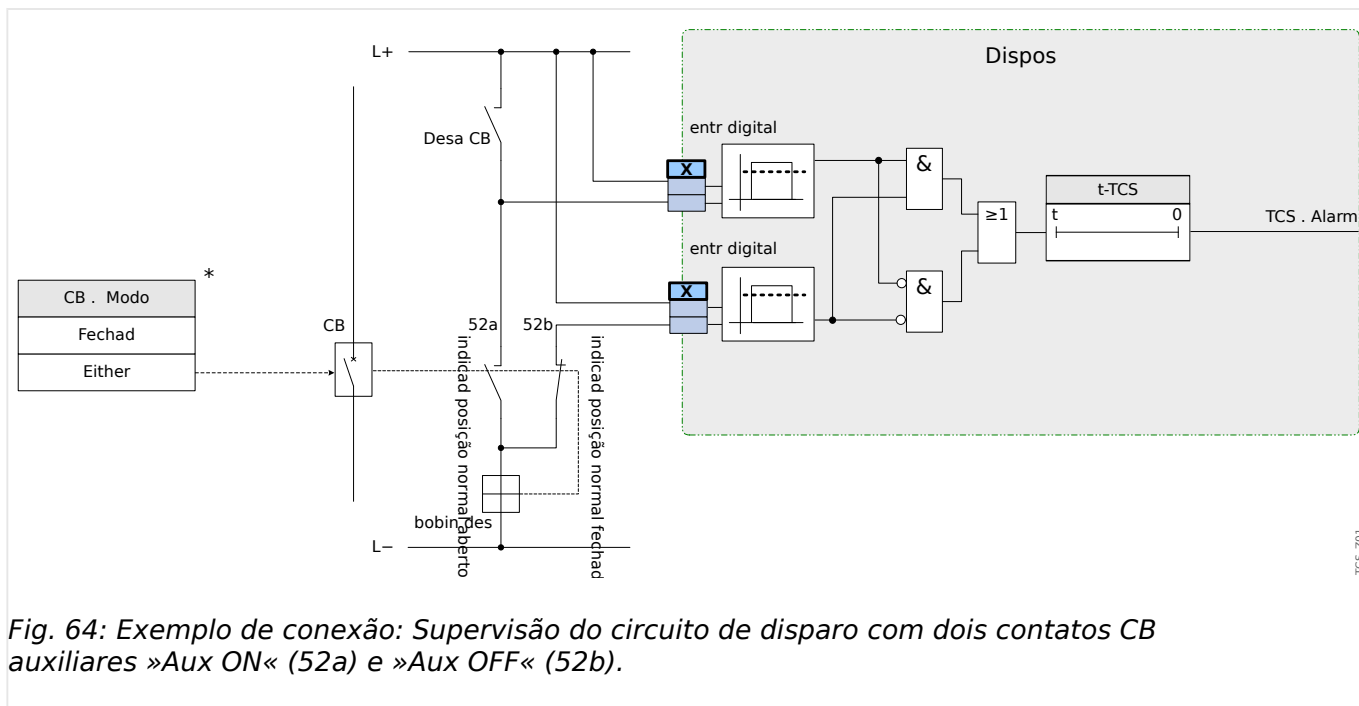 L+
Dispos
Desa CB
entr digital
X
&
t-TCS
≥1
t
0
TCS . Alarm
entr digital
X
&
*
CB . Modo
Fechad
Either
CB
52a
52b
indicad posição normal aberto
indicad posição normal fechad
bobin des
L−
Fig. 64: Exemplo de conexão: Supervisão do circuito de disparo com dois contatos CB
auxiliares »Aux ON« (52a) e »Aux OFF« (52b).